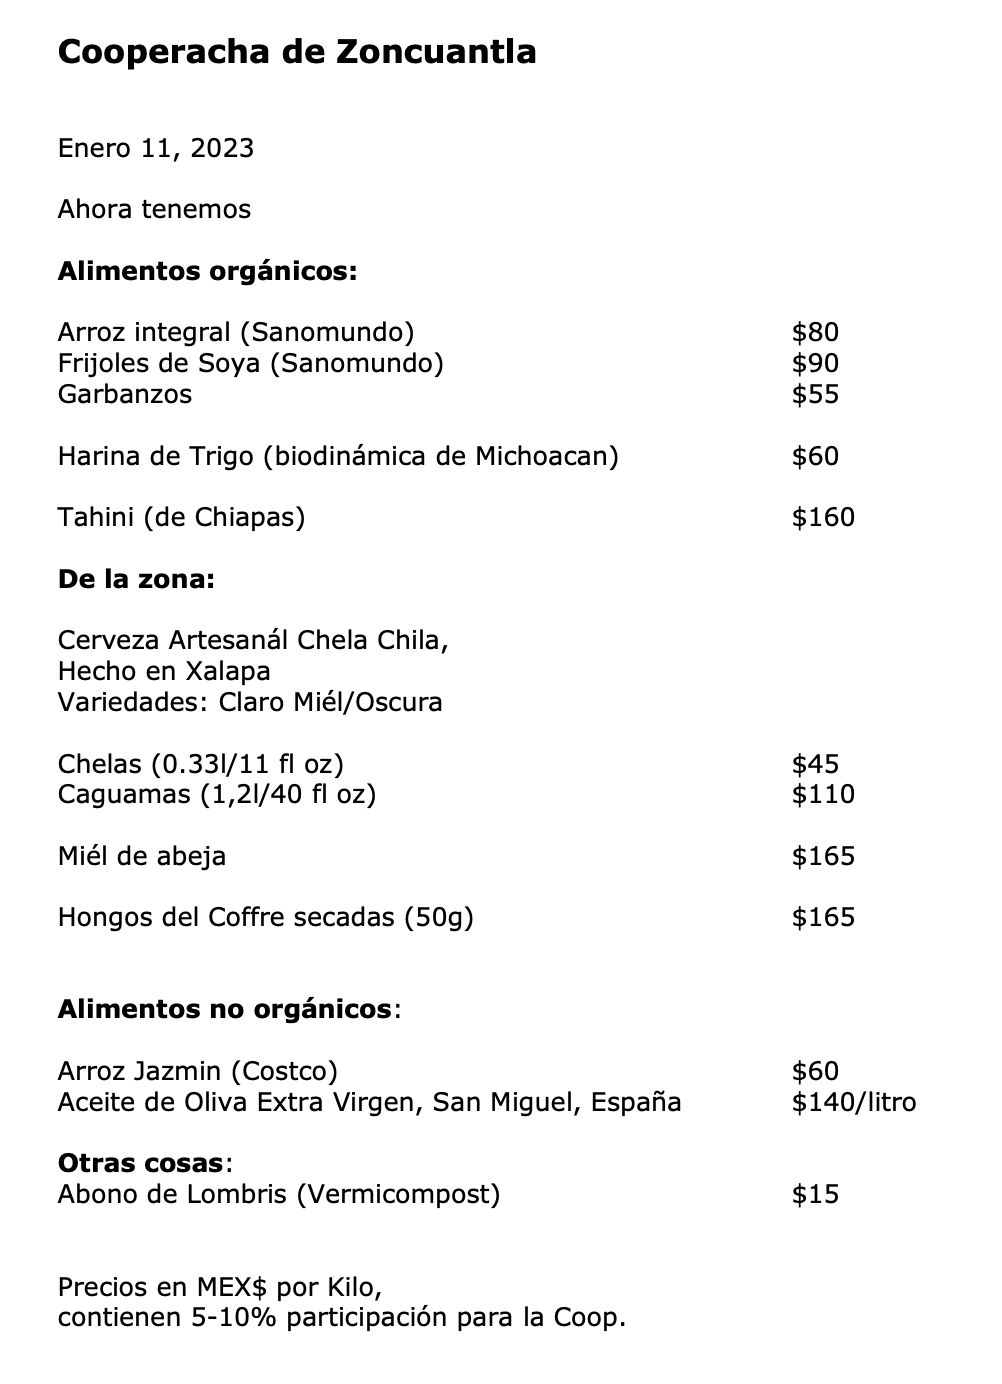 Cooperacha de Zoncuantla
Enero 11, 2023
Ahora tenemos
Alimentos orgánicos:
Arroz integral (Sanomundo) $80
Frijoles de Soya (Sanomundo) $90
Garbanzos $55
Harina de Trigo (biodinámica de Michoacan) $60
Tahini (de Chiapas) $160
De la zona:
Cerveza Artesanál Chela Chila,
Hecho en Xalapa
Variedades: Claro Miél/Oscura
Chelas (0.33l/11 fl oz) $45
Caguamas (1,2l/40 fl oz) $110
Miél de abeja $165
Hongos del Coffre secadas (50g) $165
Alimentos no orgánicos:
Arroz Jazmin (Costco) $60
Aceite de Oliva Extra Virgen, San Miguel, España $140/litro
Otras cosas:
Abono de Lombris (Vermicompost) $15
Precios en MEX$ por Kilo,
contienen 5-10% participación para la Coop.